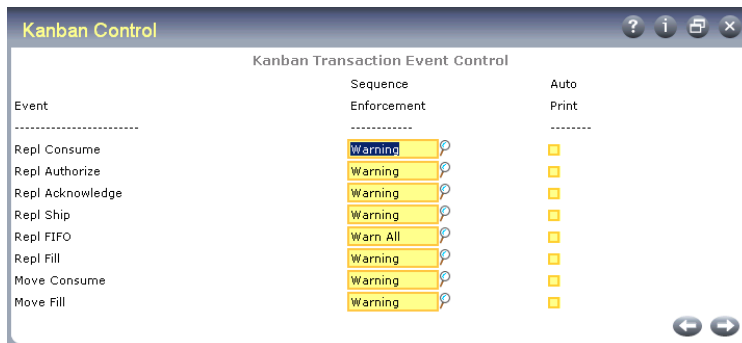 Kanban Control
Kanban Transaction Event Control
Sequence Auto
Event Enforcement Print
------------------------ ------------ --------
Repl Consume Warning
Repl Authorize Warning
Repl Acknowledge Warning
Repl Ship Warning
Repl FIFO Warn All
Repl Fill Warning
Move Consume Warning
Move Fill Warning